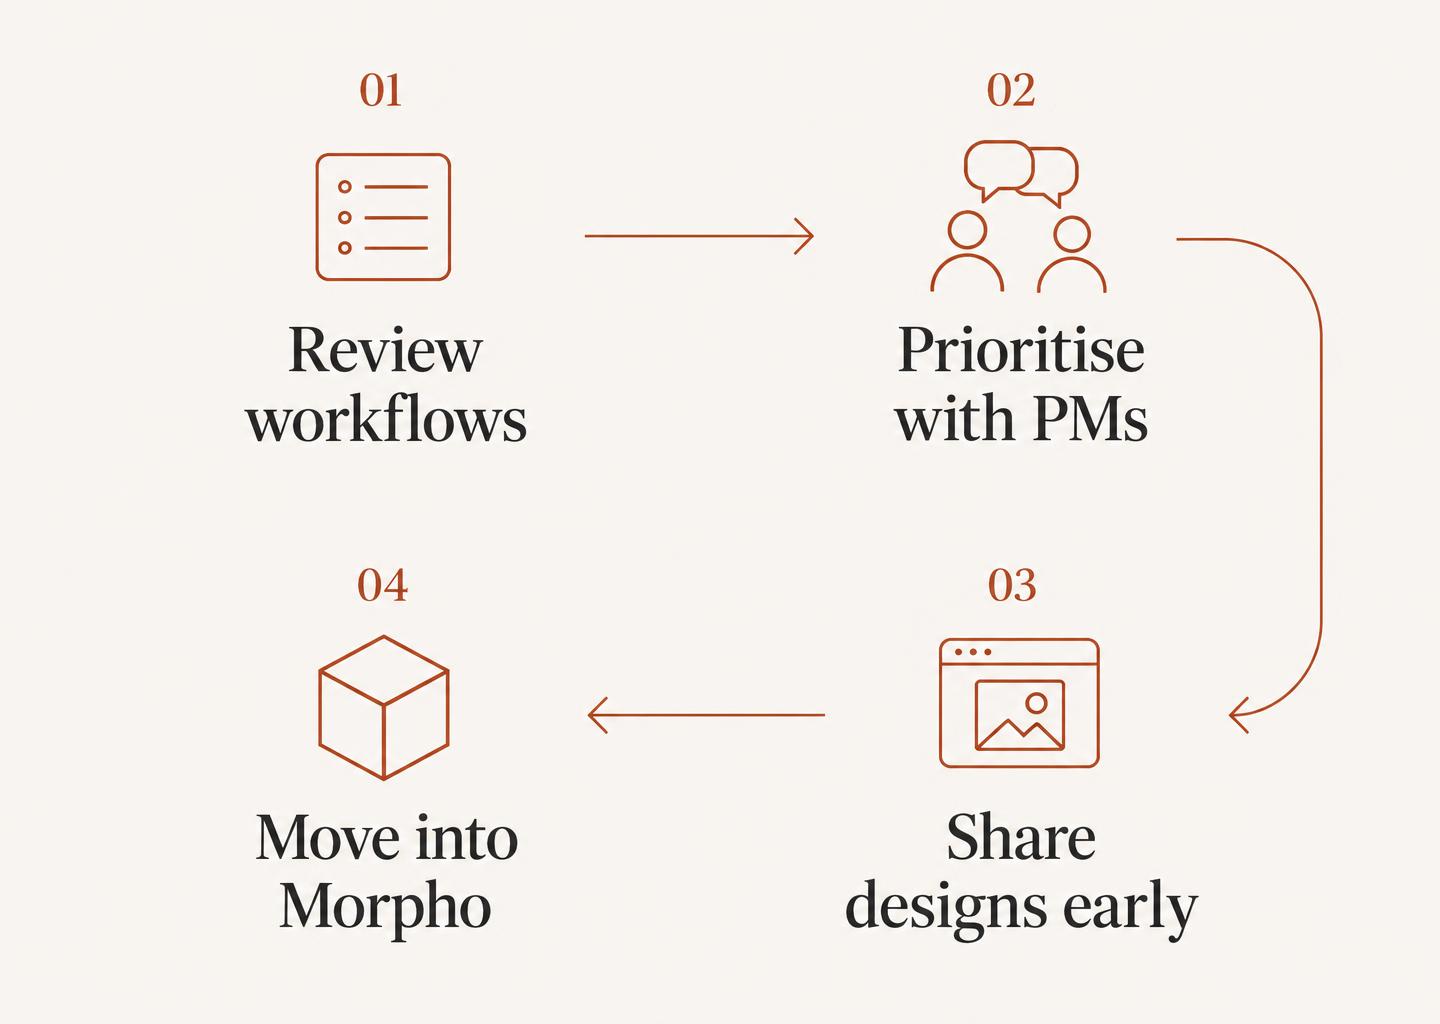 01
Review
workflows
02
Prioritise
with PMs
03
Share
designs early
04
Move into
Morpho